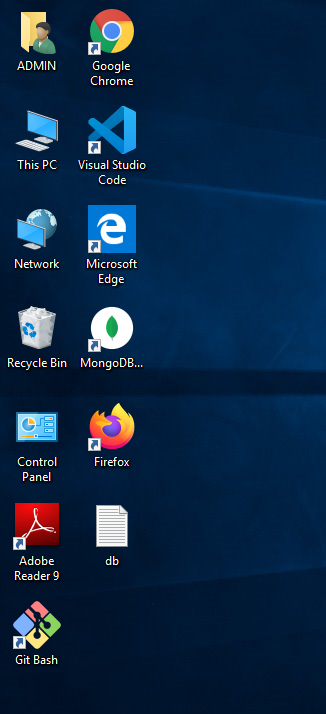 ADMIN
Google
Chrome
This PC
Visual Studio
Code
Network
Microsoft
Edge
Recycle Bin
MongoDB...
Control
Panel
Firefox
Adobe
Reader 9
db
Git Bash